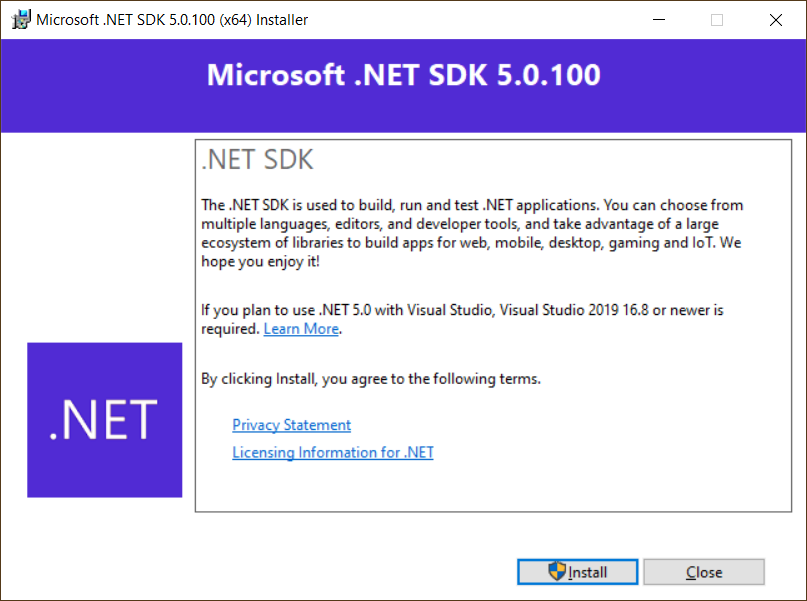 Microsoft .NET SDK 5.0.100 (x64) Installer
Microsoft .NET SDK 5.0.100
.NET SDK
The .NET SDK is used to build, run and test .NET applications. You can choose from
multiple languages, editors, and developer tools, and take advantage of a large
ecosystem of libraries to build apps for web, mobile, desktop, gaming and IoT. We
hope you enjoy it!
If you plan to use .NET 5.0 with Visual Studio, Visual Studio 2019 16.8 or newer is
required. Learn More.
By clicking Install, you agree to the following terms.
Privacy Statement
Licensing Information for .NET
.NET
Install
Close